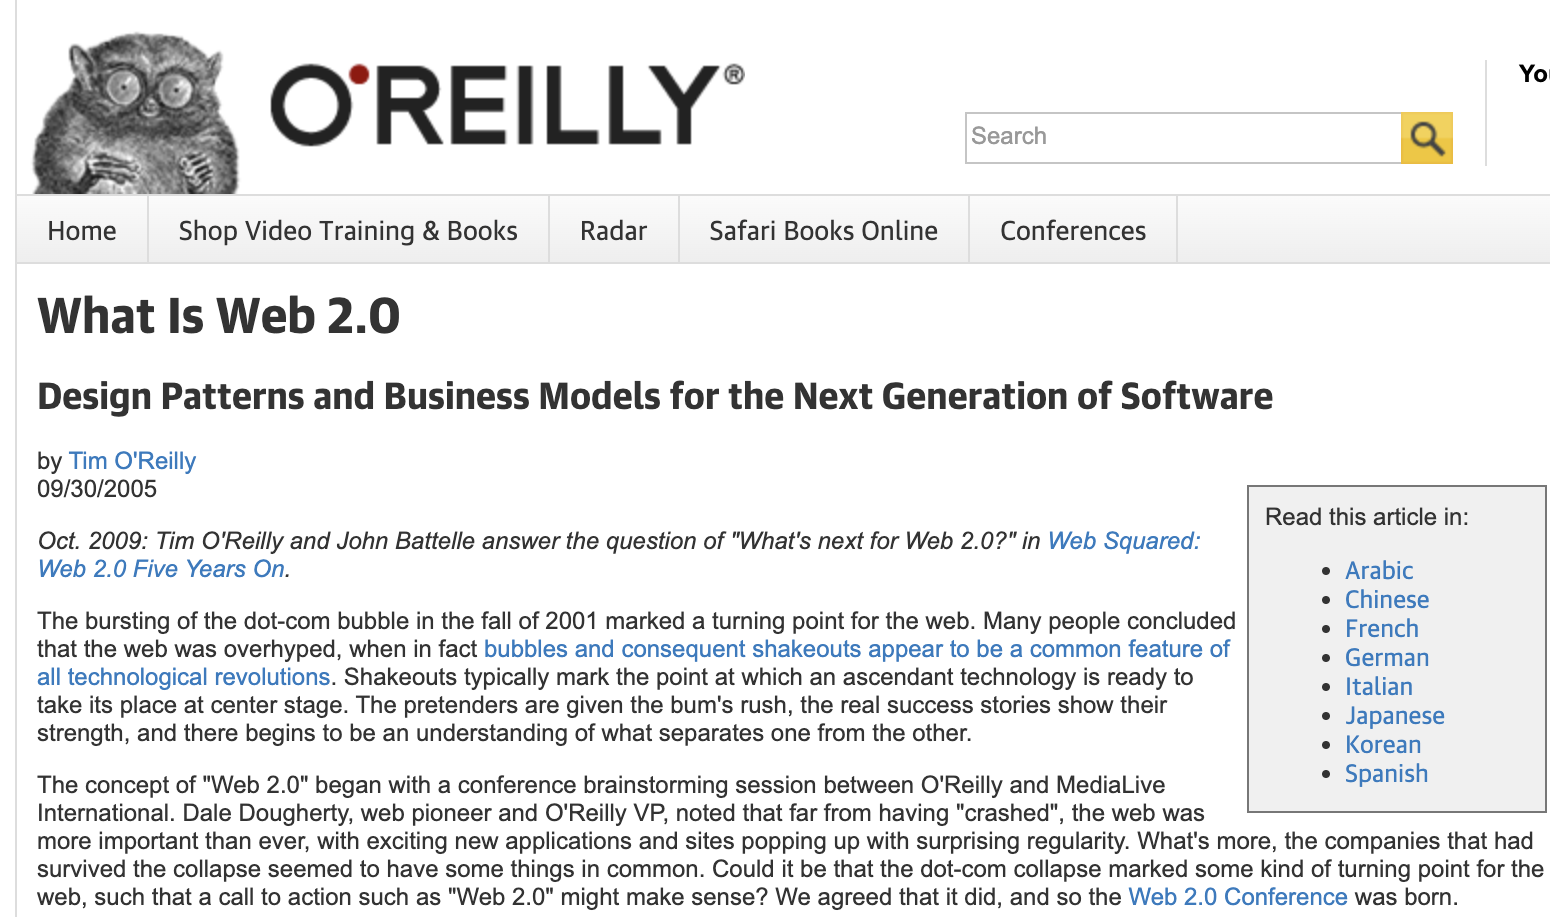 O'REILLY®
Search
Home
Shop Video Training & Books
Radar
Safari Books Online
Conferences
What Is Web 2.0
Design Patterns and Business Models for the Next Generation of Software
by Tim O'Reilly
09/30/2005
Oct. 2009: Tim O'Reilly and John Battelle answer the question of "What's next for Web 2.0?" in Web Squared:
Web 2.0 Five Years On.
The bursting of the dot-com bubble in the fall of 2001 marked a turning point for the web. Many people concluded
that the web was overhyped, when in fact bubbles and consequent shakeouts appear to be a common feature of
all technological revolutions. Shakeouts typically mark the point at which an ascendant technology is ready to
take its place at center stage. The pretenders are given the bum's rush, the real success stories show their
strength, and there begins to be an understanding of what separates one from the other.
Read this article in:
• Arabic
• Chinese
• French
• German
• Italian
• Japanese
• Korean
• Spanish
The concept of "Web 2.0" began with a conference brainstorming session between O'Reilly and MediaLive
International. Dale Dougherty, web pioneer and O'Reilly VP, noted that far from having "crashed", the web was
more important than ever, with exciting new applications and sites popping up with surprising regularity. What's more, the companies that had
survived the collapse seemed to have some things in common. Could it be that the dot-com collapse marked some kind of turning point for the
web, such that a call to action such as "Web 2.0" might make sense? We agreed that it did, and so the Web 2.0 Conference was born.